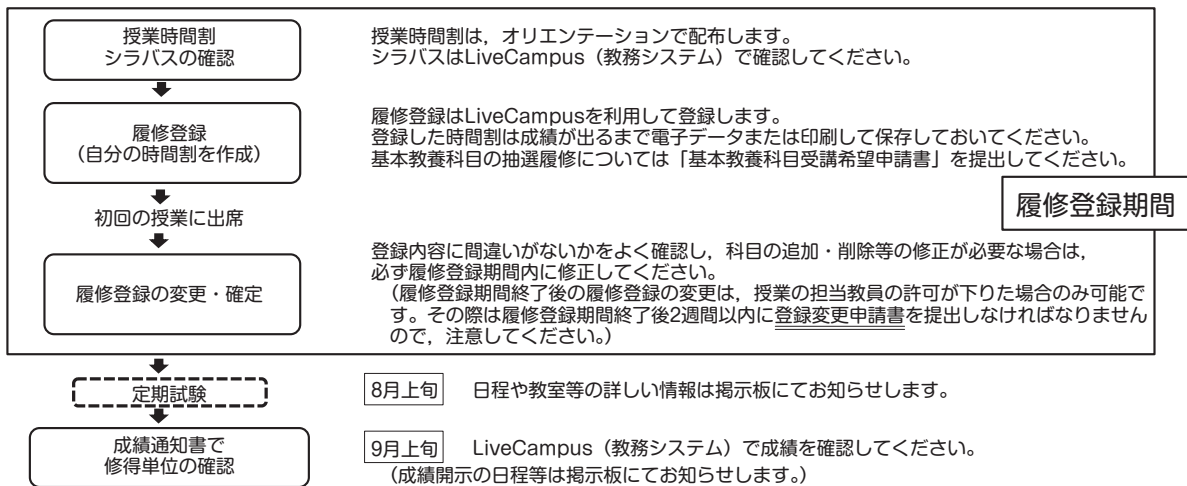 授業時間割
シラバスの確認
授業時間割は，オリエンテーションで配布します。
シラバスはLiveCampus（教務システム）で確認してください。
履修登録
（自分の時間割を作成）
履修登録はLiveCampusを利用して登録します。
登録した時間割は成績が出るまで電子データまたは印刷して保存しておいてください。
基本教養科目の抽選履修については「基本教養科目受講希望申請書」を提出してください。
履修登録期間
初回の授業に出席
履修登録の変更・確定
登録内容に間違いがないかをよく確認し，科目の追加・削除等の修正が必要な場合は，
必ず履修登録期間内に修正してください。
（履修登録期間終了後の履修登録の変更は，授業の担当教員の許可が下りた場合のみ可能で
す。その際は履修登録期間終了後2週間以内に登録変更申請書を提出しなければなりません
ので，注意してください。）
定期試験
8月上旬 日程や教室等の詳しい情報は掲示板にてお知らせします。
成績通知書で
修得単位の確認
9月上旬 LiveCampus（教務システム）で成績を確認してください。
（成績開示の日程等は掲示板にてお知らせします。）